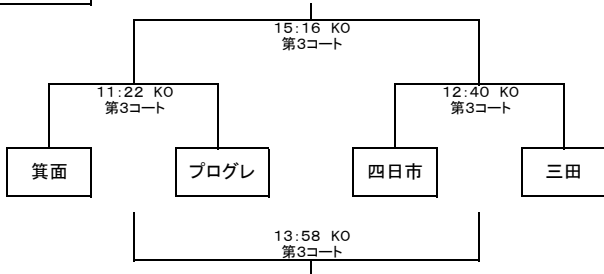 15:16 KO
第3コート
11:22 KO
第3コート
12:40 KO
第3コート
箕面
プログレ
四日市
三田
13:58 KO
第3コート